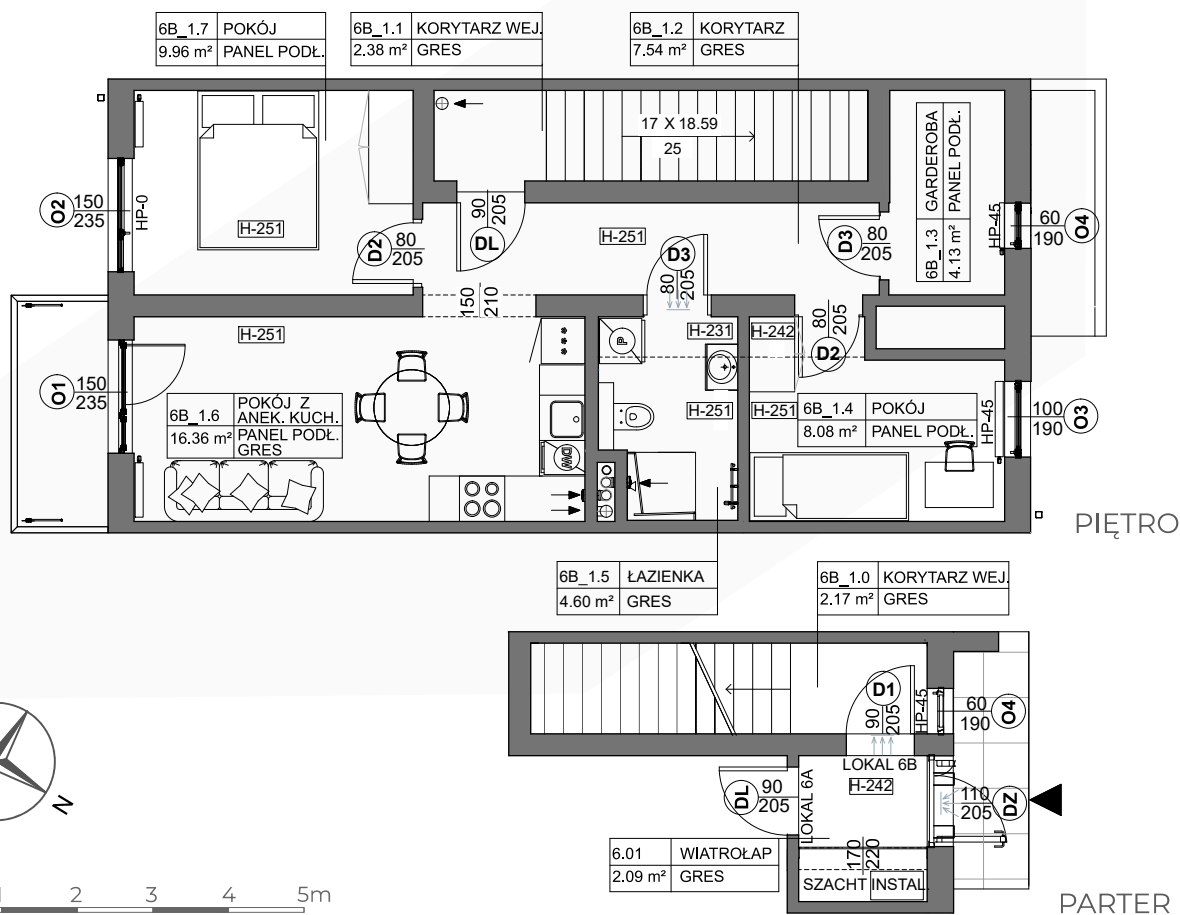 6B_1.7 POKÓJ
9.96 m² PANEL PODŁ.
6B_1.1 KORYTARZ WEJ.
2.38 m² GRES
6B_1.2 KORYTARZ
7.54 m² GRES
17 X 18.59
25
6B_1.3 GARDEROBA
4.13 m² PANEL PODŁ.
O2 150
235
HP-0
H-251
D2 80
205
90
205
DL
H-251
D3
80
205
D3 80
205
HP-45
60
190
O4
150
210
H-251
O1 150
235
6B_1.6 POKÓJ Z
ANEK. KUCH.
16.36 m² PANEL PODŁ.
GRES
DW
P
H-231
H-251
H-242
80
205
D2
H-251
6B_1.4 POKÓJ
8.08 m² PANEL PODŁ.
HP-45
100
190
O3
PIĘTRO
6B_1.5 ŁAZIENKA
4.60 m² GRES
6B_1.0 KORYTARZ WEJ.
2.17 m² GRES
D1
90
205
HP-45
60
190
O4
LOKAL 6B
H-242
LOKAL 6A
DL 90
205
110
205
DZ
170
220
6.01 WIATROŁAP
2.09 m² GRES
SZACHT INSTAL.
N
1 2 3 4 5m
PARTER